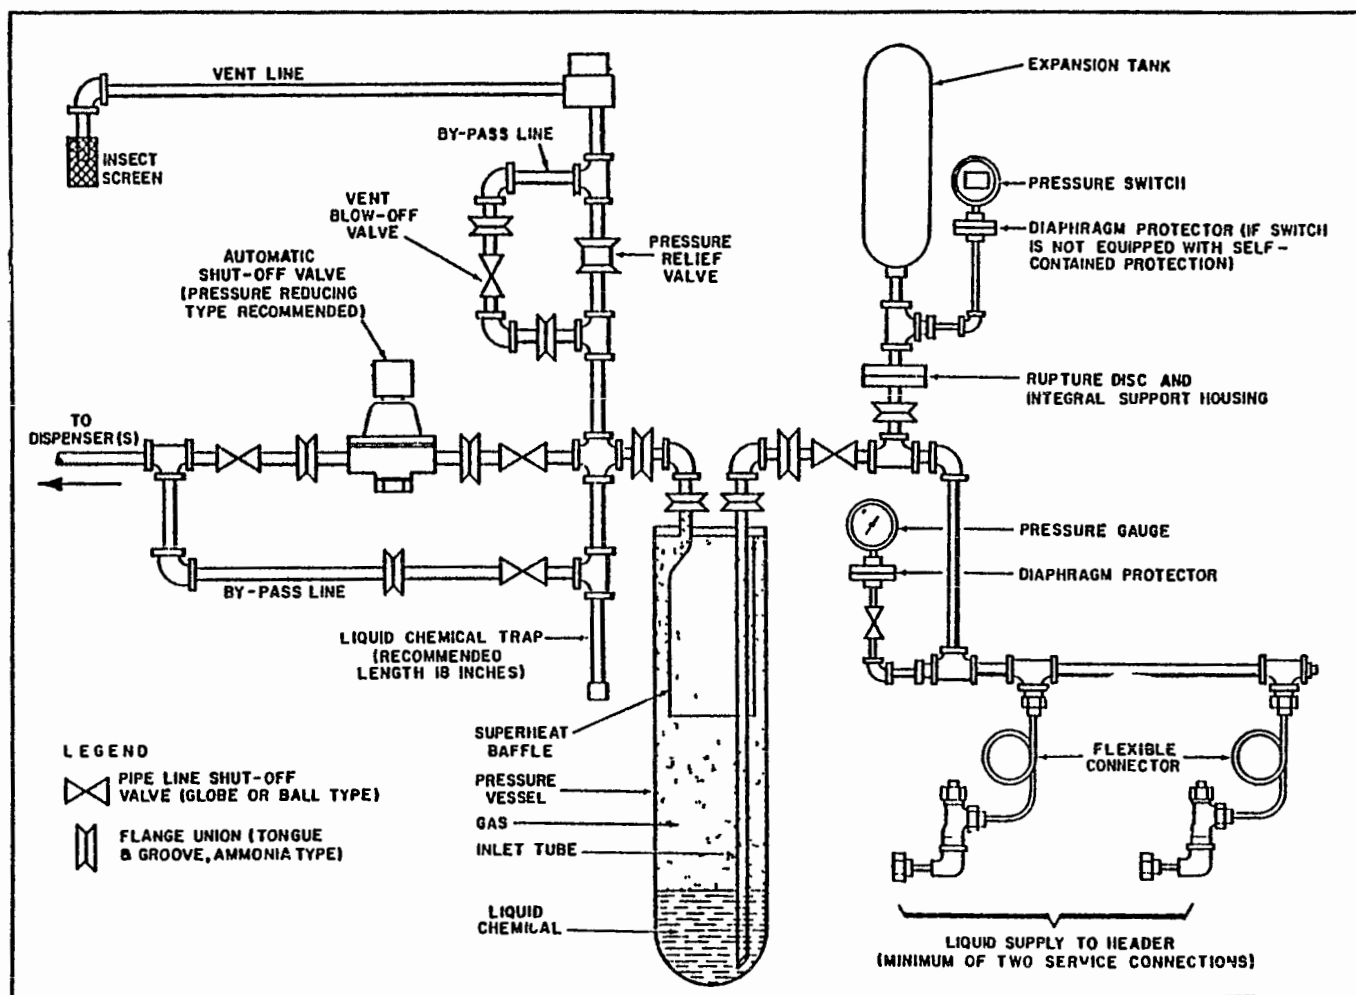 VENT LINE
INSECT
SCREEN
BY-PASS LINE
VENT
BLOW-OFF
VALVE
AUTOMATIC
SHUT-OFF VALVE
(PRESSURE REDUCING
TYPE RECOMMENDED)
PRESSURE
RELIEF
VALVE
EXPANSION TANK
PRESSURE SWITCH
DIAPHRAGM PROTECTOR (IF SWITCH
IS NOT EQUIPPED WITH SELF-
CONTAINED PROTECTION)
RUPTURE DISC AND
INTEGRAL SUPPORT HOUSING
TO
DISPENSER(S)
BY-PASS LINE
LIQUID CHEMICAL TRAP
(RECOMMENDED
LENGTH 18 INCHES)
PRESSURE GAUGE
DIAPHRAGM PROTECTOR
SUPERHEAT
BAFFLE
PRESSURE
VESSEL
GAS
INLET TUBE
LIQUID
CHEMICAL
FLEXIBLE
CONNECTOR
LIQUID SUPPLY TO HEADER
(MINIMUM OF TWO SERVICE CONNECTIONS)
LEGEND
PIPE LINE SHUT-OFF
VALVE (GLOBE OR BALL TYPE)
FLANGE UNION (TONGUE
& GROOVE, AMMONIA TYPE)